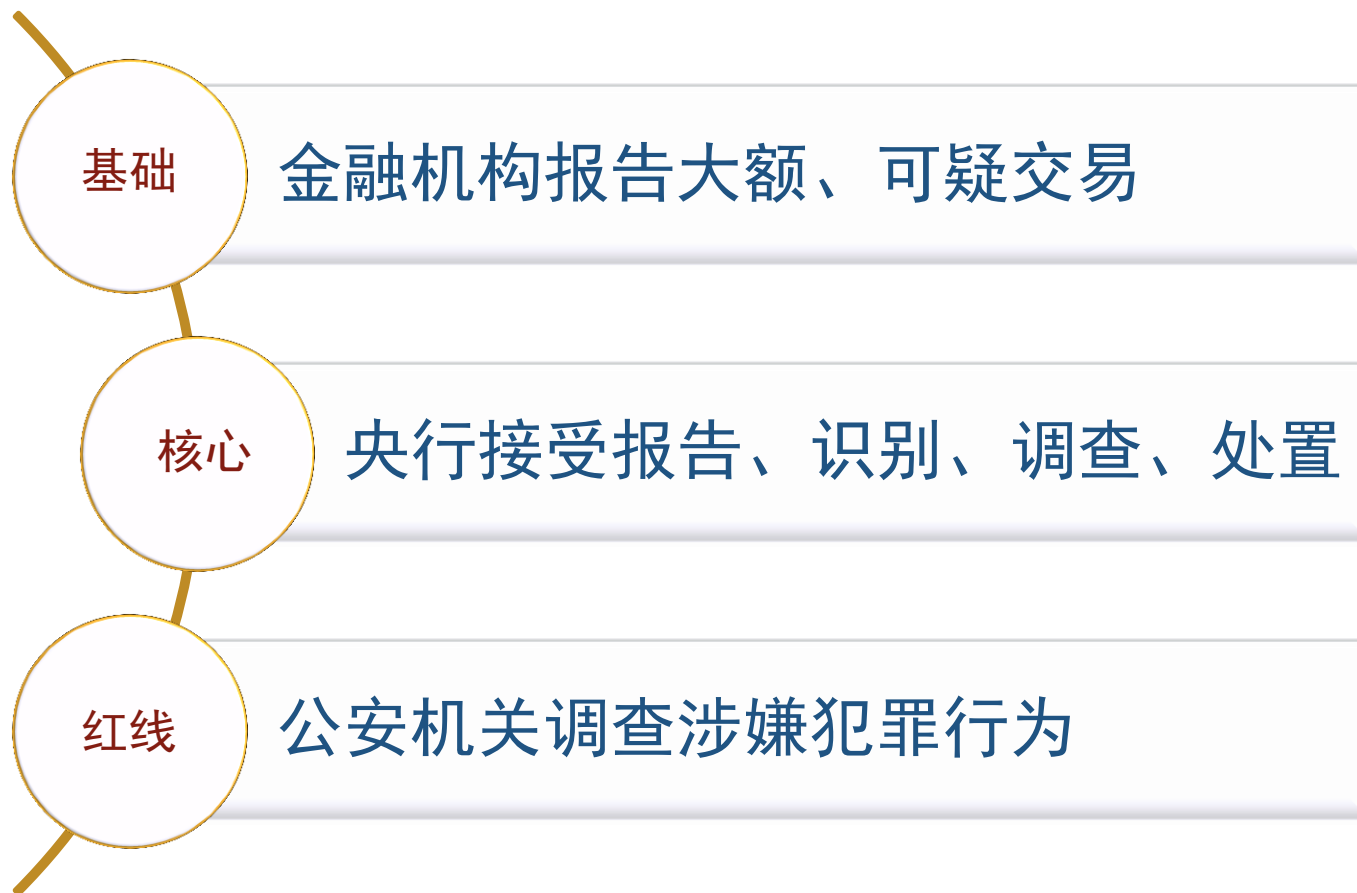 基础
金融机构报告大额、可疑交易
核心
央行接受报告、识别、调查、处置
红线
公安机关调查涉嫌犯罪行为